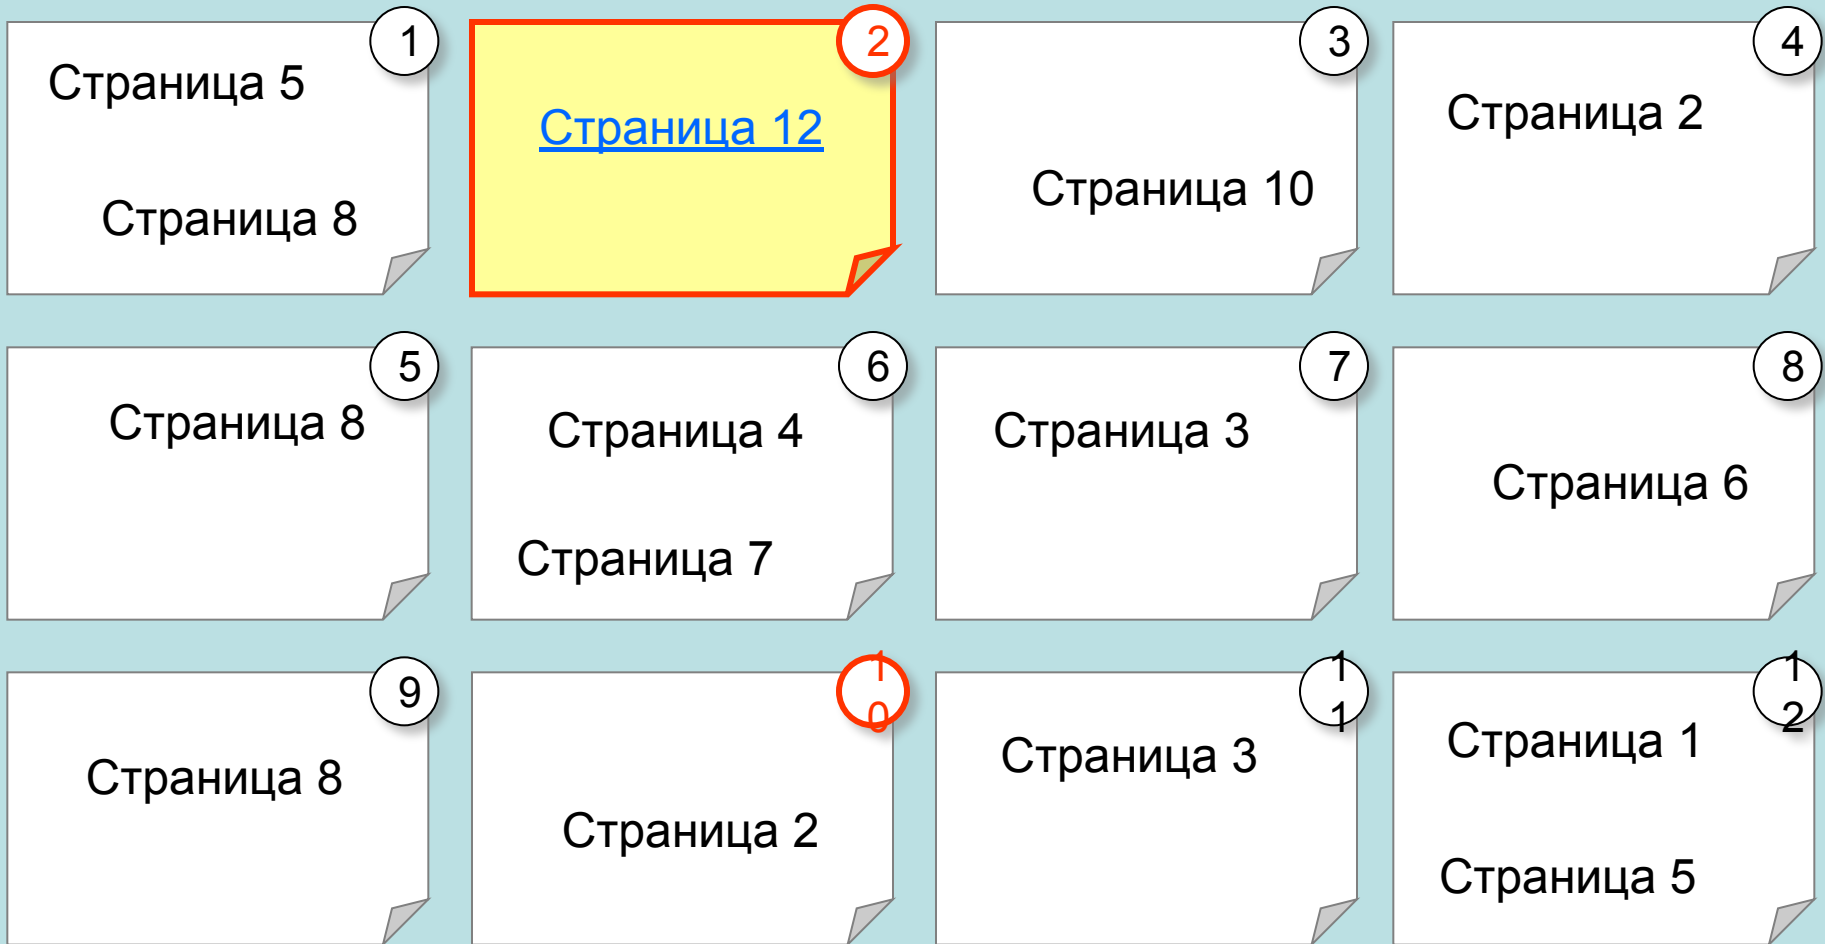 1
Страница 5
Страница 8
2
Страница 12
3
Страница 10
4
Страница 2
5
Страница 8
6
Страница 4
Страница 7
7
Страница 3
8
Страница 6
9
Страница 8
10
Страница 2
11
Страница 3
12
Страница 1
Страница 5